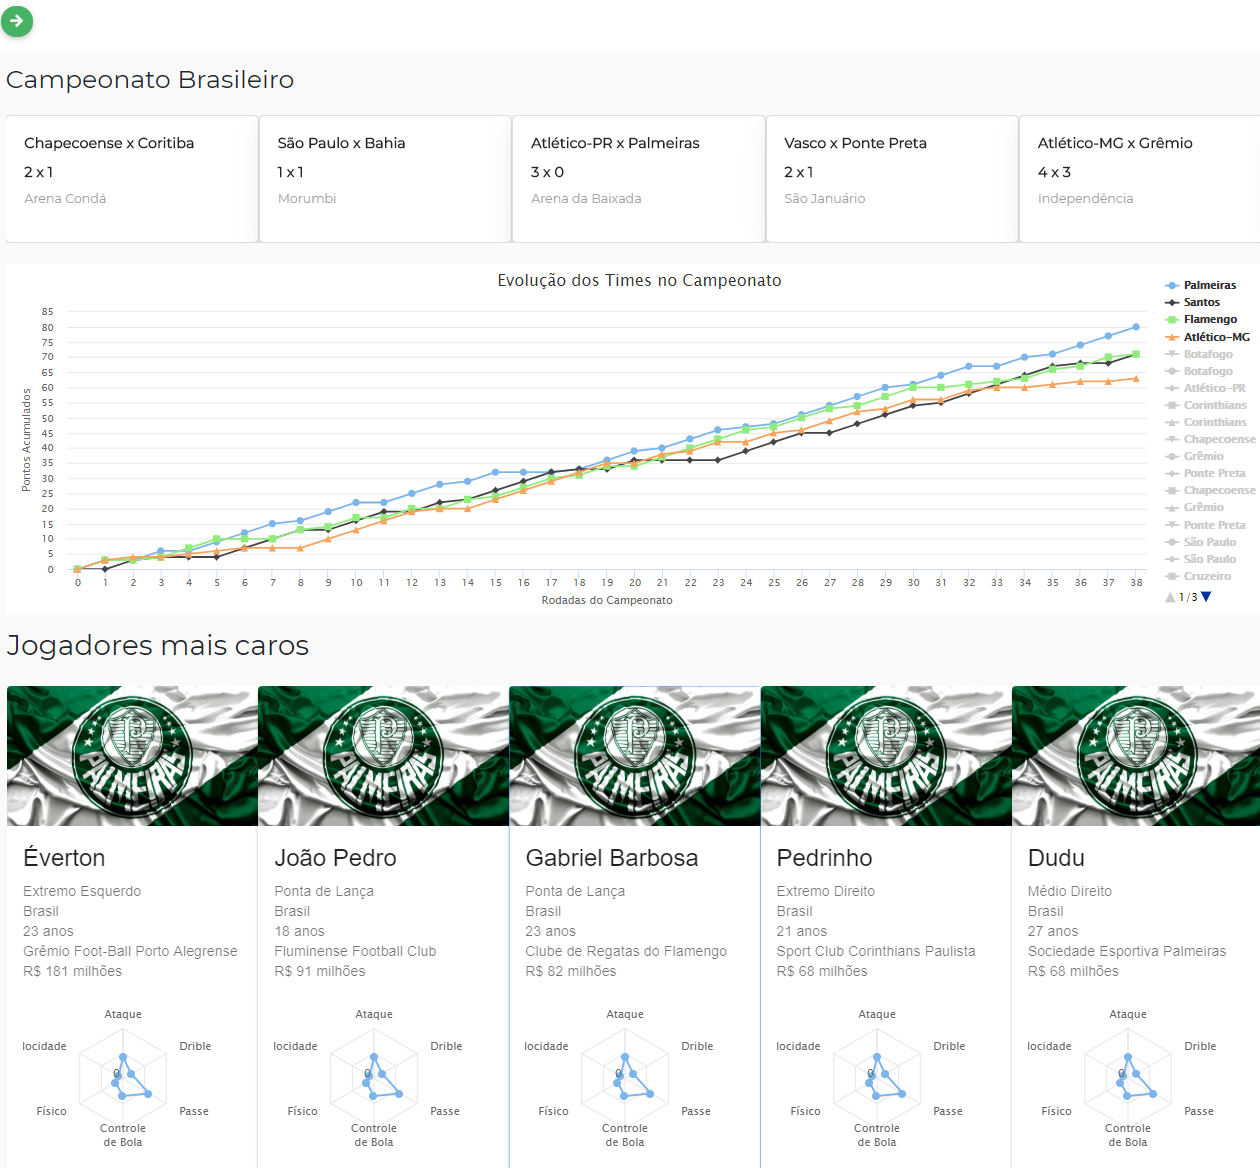 Campeonato Brasileiro
Chapecoense x Coritiba
2 x 1
Arena Condá
São Paulo x Bahia
1 x 1
Morumbi
Atlético-PR x Palmeiras
3 x 0
Arena da Baixada
Vasco x Ponte Preta
2 x 1
São Januário
Atlético-MG x Grêmio
4 x 3
Independência
Evolução dos Times no Campeonato
Pontos Acumulados
85
80
75
70
65
60
55
50
45
40
35
30
25
20
15
10
5
0
0 1 2 3 4 5 6 7 8 9 10 11 12 13 14 15 16 17 18 19 20 21 22 23 24 25 26 27 28 29 30 31 32 33 34 35 36 37 38
Rodadas do Campeonato
Palmeiras
Santos
Flamengo
Atlético-MG
Botafogo
Botafogo
Atlético-PR
Corinthians
Corinthians
Chapecoense
Grêmio
Ponte Preta
Chapecoense
Grêmio
Ponte Preta
São Paulo
São Paulo
Cruzeiro
1/3
Jogadores mais caros
PALMEIRAS
Éverton
Extremo Esquerdo
Brasil
23 anos
Grêmio Foot-Ball Porto Alegrense
R$ 181 milhões
Ataque
locidade
Drible
0
Físico
Passe
Controle
de Bola
PALMEIRAS
João Pedro
Ponta de Lança
Brasil
18 anos
Fluminense Football Club
R$ 91 milhões
Ataque
locidade
Drible
0
Físico
Passe
Controle
de Bola
PALMEIRAS
Gabriel Barbosa
Ponta de Lança
Brasil
23 anos
Clube de Regatas do Flamengo
R$ 82 milhões
Ataque
locidade
Drible
0
Físico
Passe
Controle
de Bola
PALMEIRAS
Pedrinho
Extremo Direito
Brasil
21 anos
Sport Club Corinthians Paulista
R$ 68 milhões
Ataque
locidade
Drible
0
Físico
Passe
Controle
de Bola
PALMEIRAS
Dudu
Médio Direito
Brasil
27 anos
Sociedade Esportiva Palmeiras
R$ 68 milhões
Ataque
locidade
Drible
0
Físico
Passe
Controle
de Bola